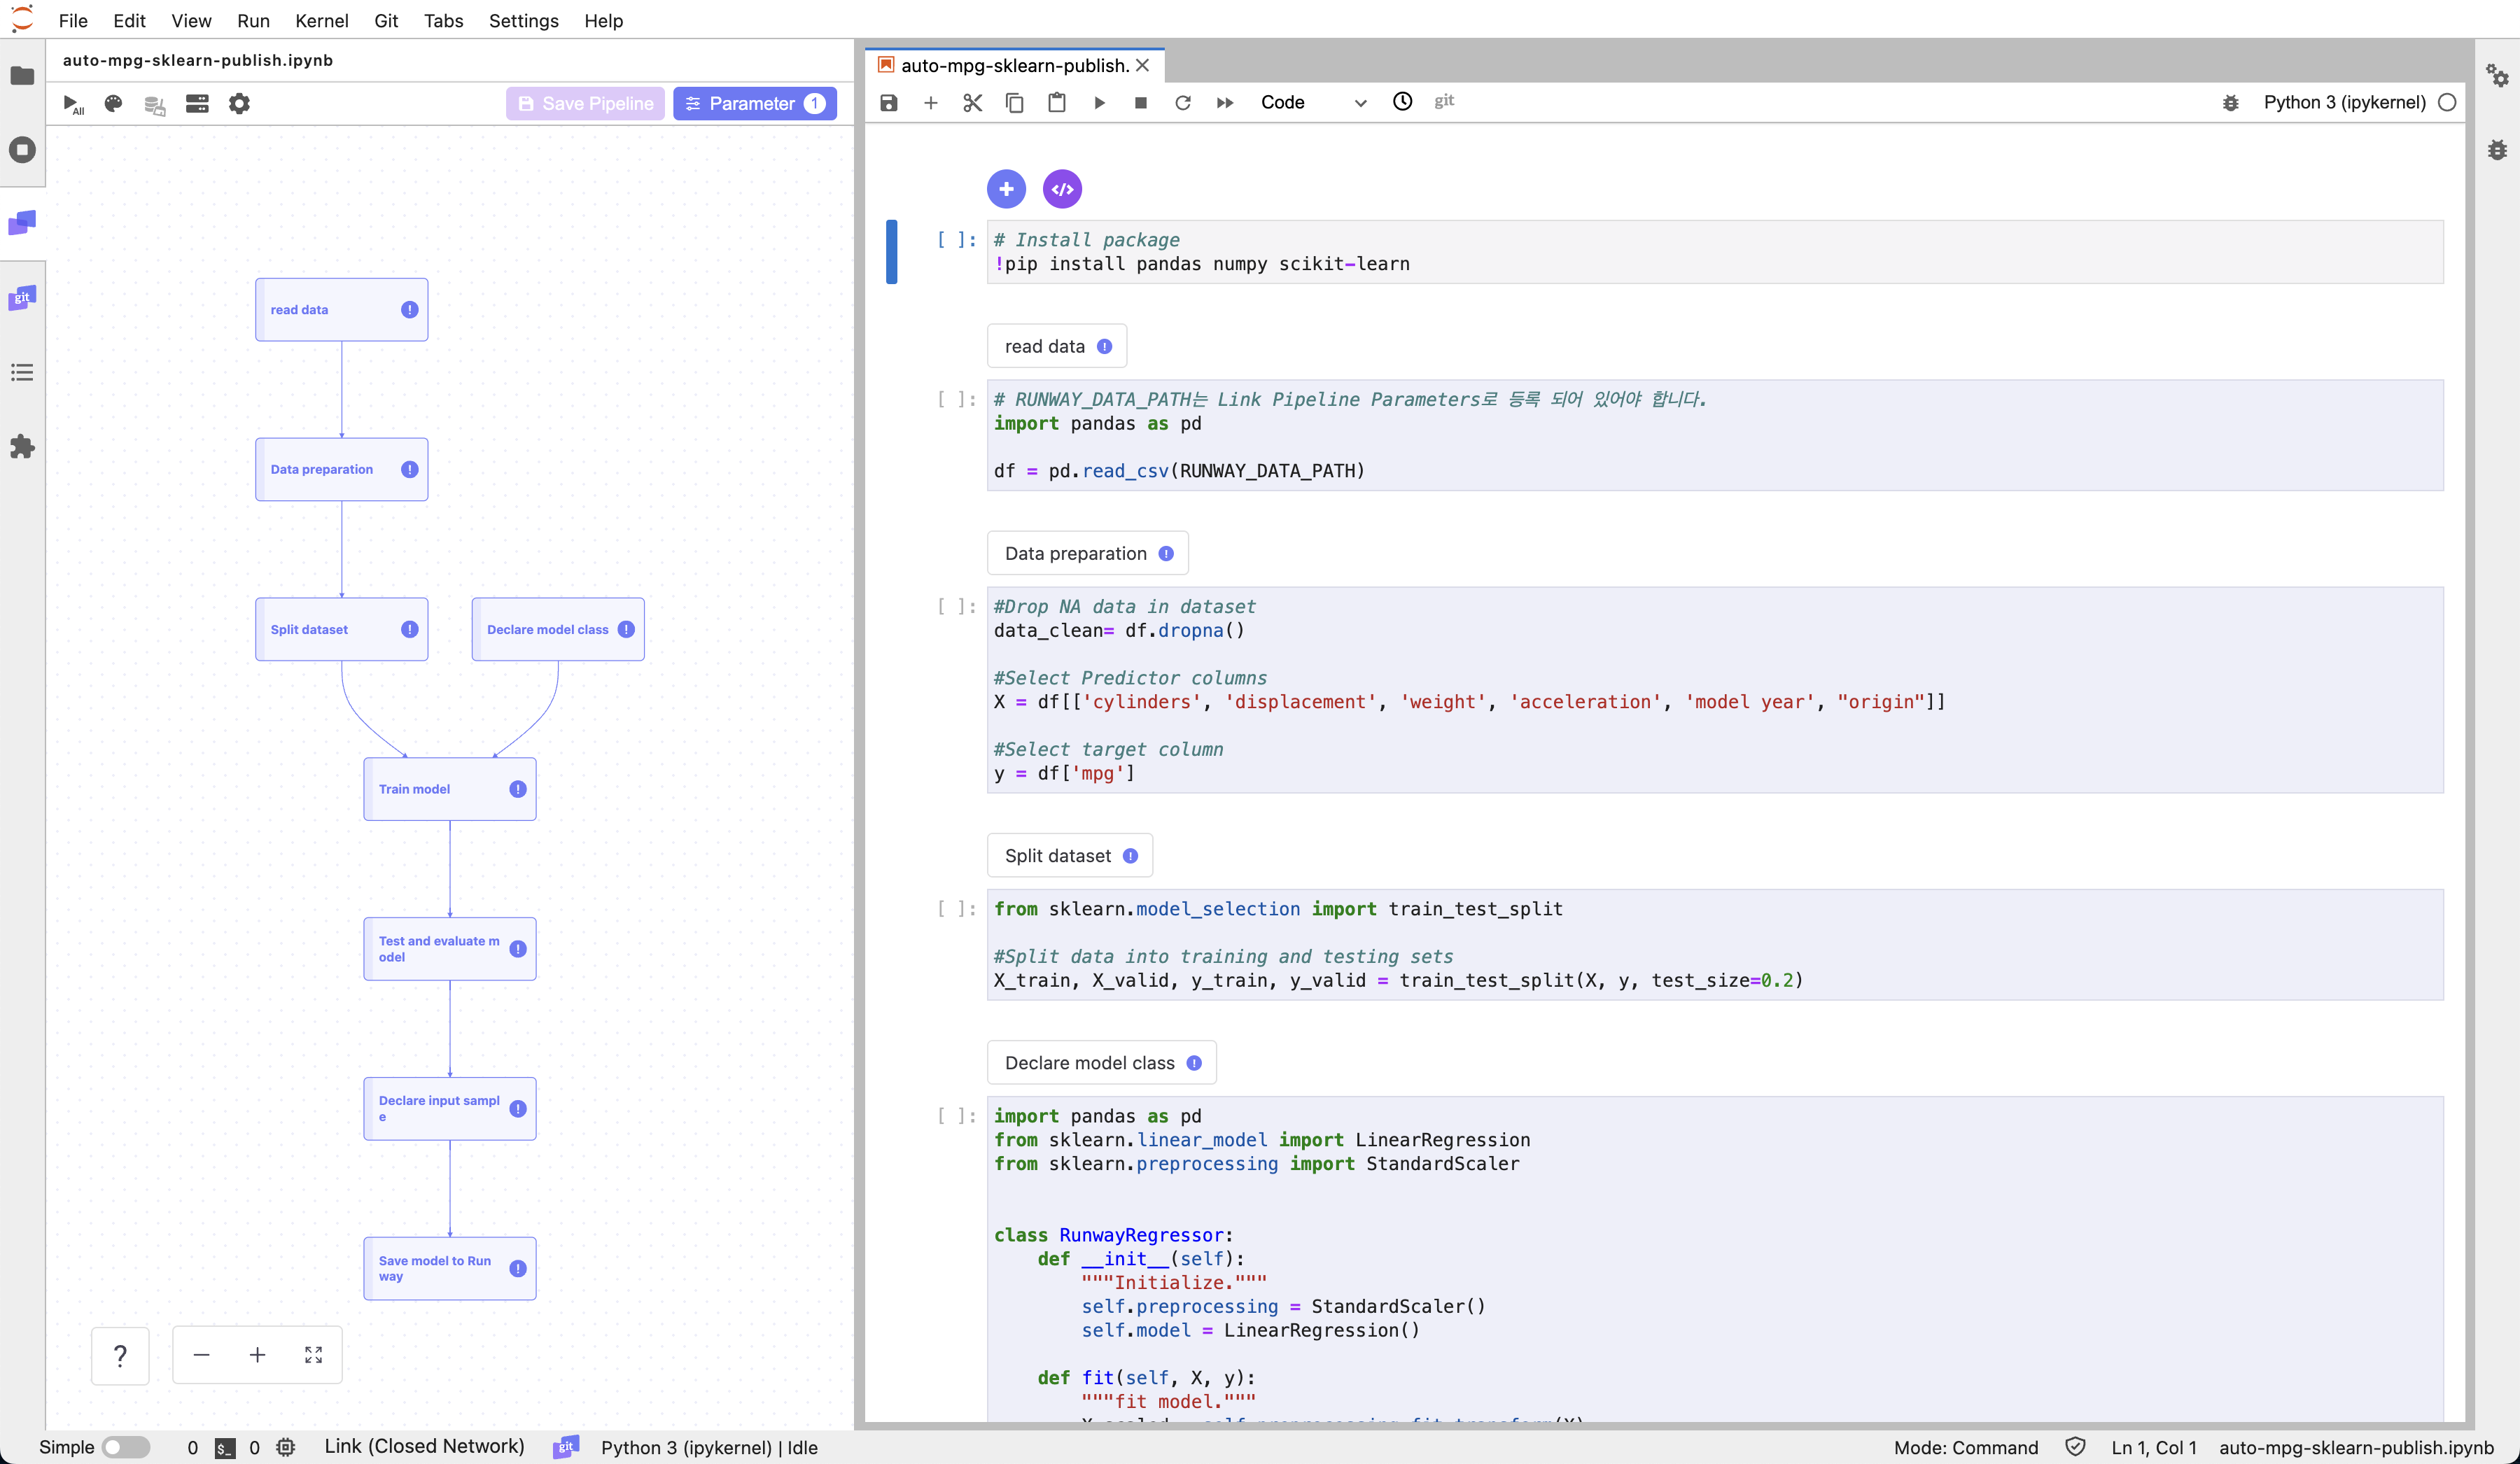 File Edit View Run Kernel Git Tabs Settings Help
auto-mpg-sklearn-publish.ipynb
All
Save Pipeline
Parameter 1
read data
Data preparation
Split dataset
Declare model class
Train model
Test and evaluate m
odel
Declare input sampl
e
Save model to Run
way
?
git
auto-mpg-sklearn-publish.
Code
git
Python 3 (ipykernel)
[ ]:
# Install package
!pip install pandas numpy scikit-learn
read data
[ ]:
# RUNWAY_DATA_PATH는 Link Pipeline Parameters로 등록 되어 있어야 합니다.
import pandas as pd
df = pd.read_csv(RUNWAY_DATA_PATH)
Data preparation
[ ]:
#Drop NA data in dataset
data_clean= df.dropna()
#Select Predictor columns
X = df[['cylinders', 'displacement', 'weight', 'acceleration', 'model year', "origin"]]
#Select target column
y = df['mpg']
Split dataset
[ ]:
from sklearn.model_selection import train_test_split
#Split data into training and testing sets
X_train, X_valid, y_train, y_valid = train_test_split(X, y, test_size=0.2)
Declare model class
[ ]:
import pandas as pd
from sklearn.linear_model import LinearRegression
from sklearn.preprocessing import StandardScaler
class RunwayRegressor:
def __init__(self):
"""Initialize."""
self.preprocessing = StandardScaler()
self.model = LinearRegression()
def fit(self, X, y):
"""fit model."""
Simple 0 $_ 0 Link (Closed Network) git Python 3 (ipykernel) | Idle
Mode: Command Ln 1, Col 1 auto-mpg-sklearn-publish.ipynb